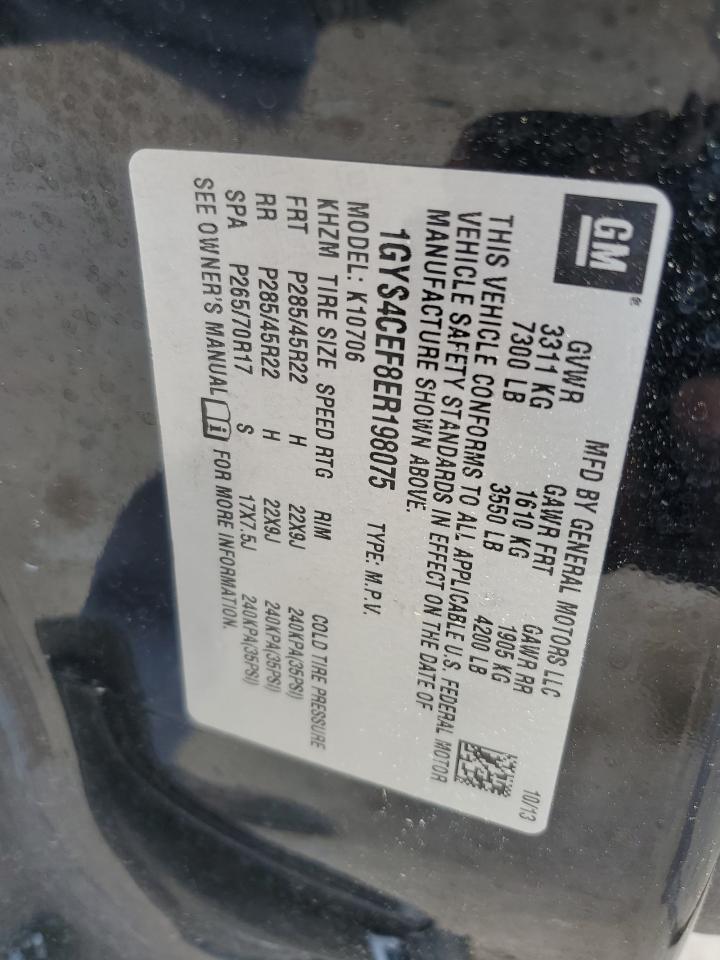 GM®
MFD BY GENERAL MOTORS LLC 10/13
GVWR GAWR FRT GAWR RR
3311 KG 1610 KG 1905 KG
7300 LB 3550 LB 4200 LB
THIS VEHICLE CONFORMS TO ALL APPLICABLE U.S. FEDERAL MOTOR
VEHICLE SAFETY STANDARDS IN EFFECT ON THE DATE OF
MANUFACTURE SHOWN ABOVE.
1GYS4CEF8ER198075 TYPE: M.P.V.
MODEL: K10706
KHZM TIRE SIZE SPEED RTG RIM COLD TIRE PRESSURE
FRT P285/45R22 H 22X9J 240KPA(35PSI)
RR P285/45R22 H 22X9J 240KPA(35PSI)
SPA P265/70R17 S 17X7.5J 240KPA(35PSI)
SEE OWNER'S MANUAL i FOR MORE INFORMATION.